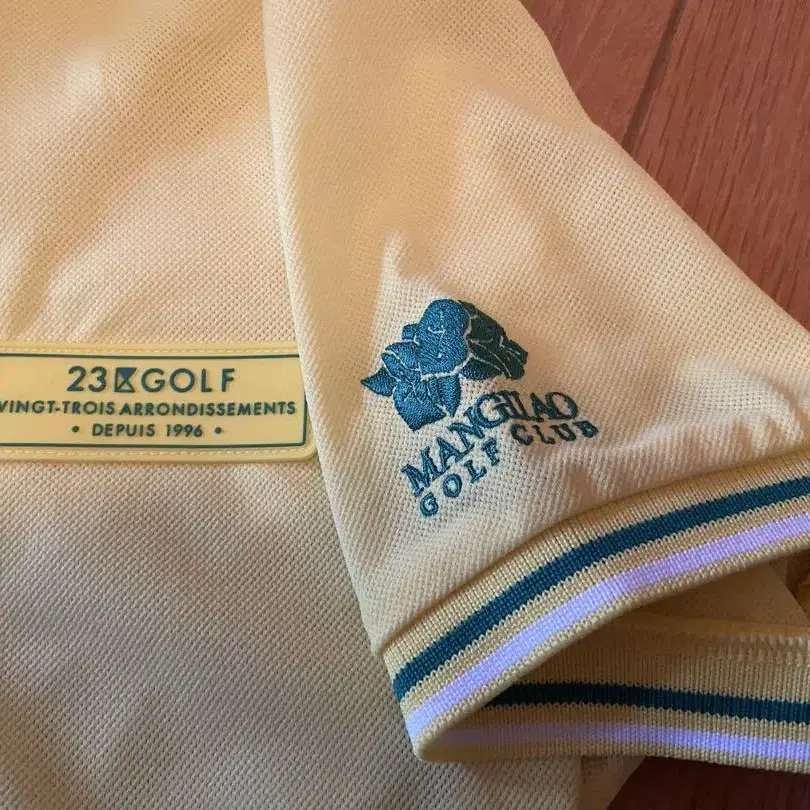 23 GOLF
VINGT-TROIS ARRONDISSEMENTS
• DEPUIS 1996 •
MANGILAO
GOLF CLUB